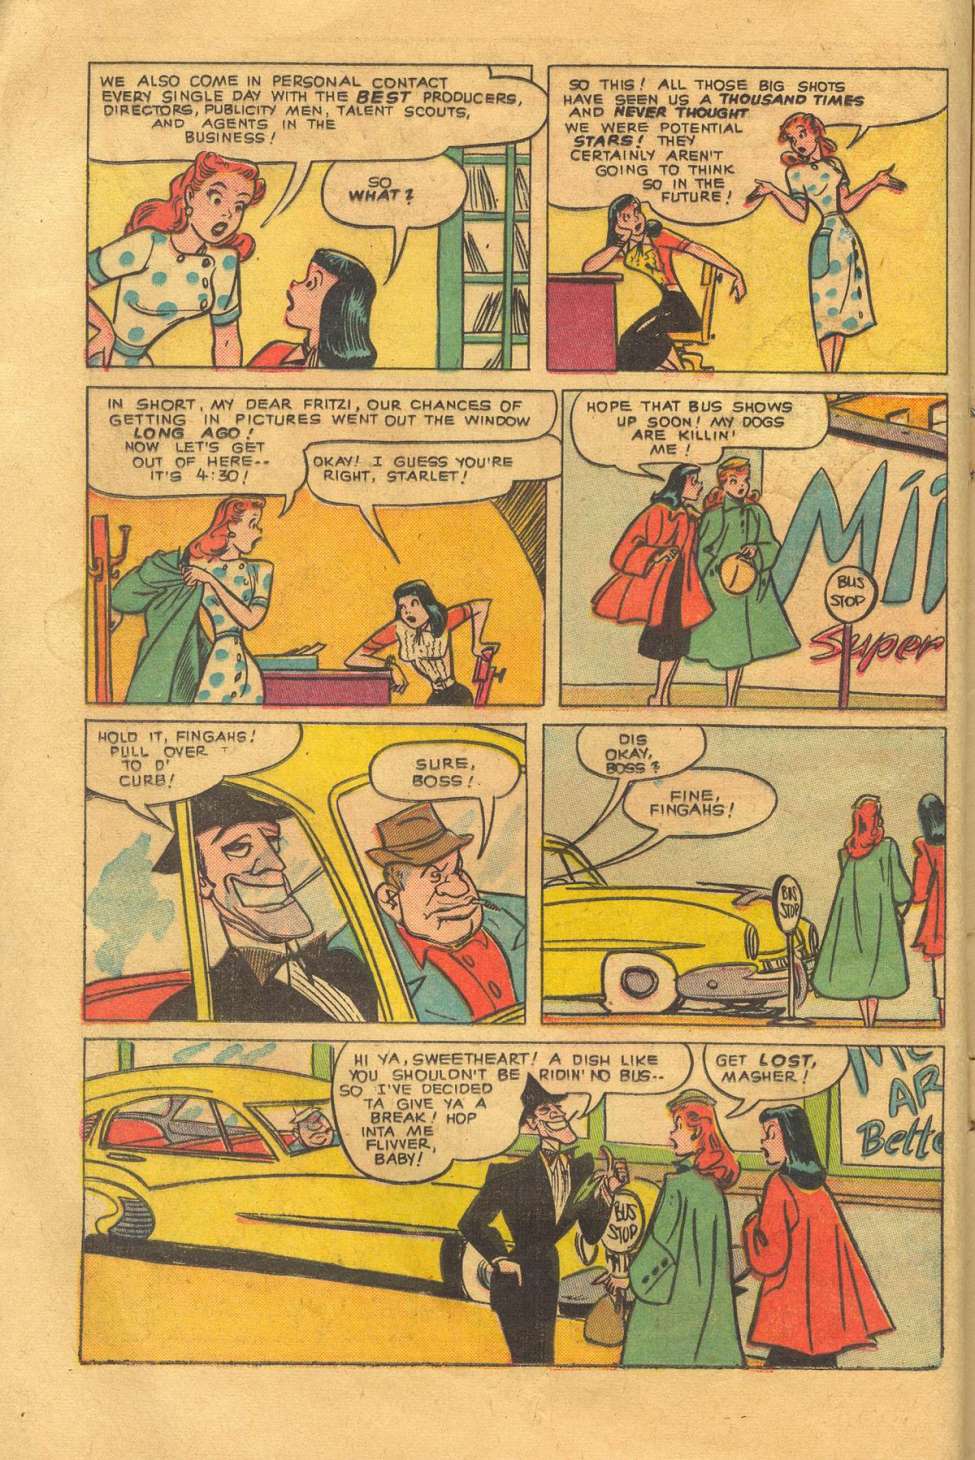 WE ALSO COME IN PERSONAL CONTACT
EVERY SINGLE DAY WITH THE BEST PRODUCERS,
DIRECTORS, PUBLICITY MEN, TALENT SCOUTS,
AND AGENTS IN THE
BUSINESS!
SO
WHAT?
SO THIS! ALL THOSE BIG SHOTS
HAVE SEEN US A THOUSAND TIMES
AND NEVER THOUGHT
WE WERE POTENTIAL
STARS! THEY
CERTAINLY AREN'T
GOING TO THINK
SO IN THE
FUTURE!
IN SHORT, MY DEAR FRITZI, OUR CHANCES OF
GETTING IN PICTURES WENT OUT THE WINDOW
LONG AGO!
NOW LET'S GET
OUT OF HERE--
IT'S 4:30!
OKAY! I GUESS YOU'RE
RIGHT, STARLET!
HOPE THAT BUS SHOWS
UP SOON! MY DOGS
ARE KILLIN'
ME!
BUS
STOP
Super
HOLD IT, FINGAHS!
PULL OVER
TO D'
CURB!
SURE,
BOSS!
DIS
OKAY,
BOSS?
FINE,
FINGAHS!
BUS
STOP
HI YA, SWEETHEART! A DISH LIKE
YOU SHOULDN'T BE RIDIN' NO BUS--
SO I'VE DECIDED
TA GIVE YA A
BREAK! HOP
INTA ME
FLIVVER,
BABY!
GET LOST,
MASHER!
BUS
STOP
AR
Bette